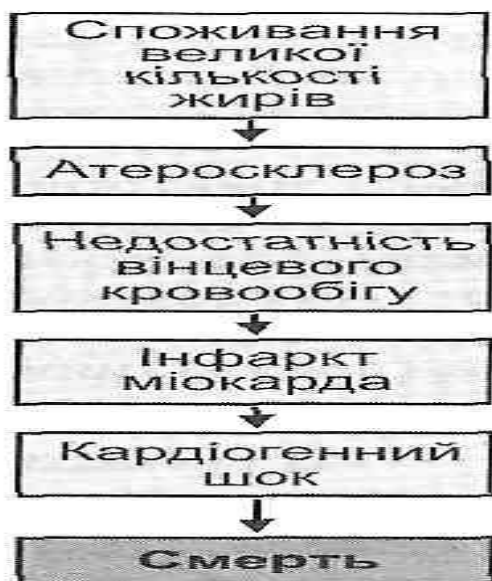 Споживання
великої
кількості
жирів
Атеросклероз
Недостатність
вінцевого
кровообігу
Інфаркт
міокарда
Кардіогенний
шок
Смерть